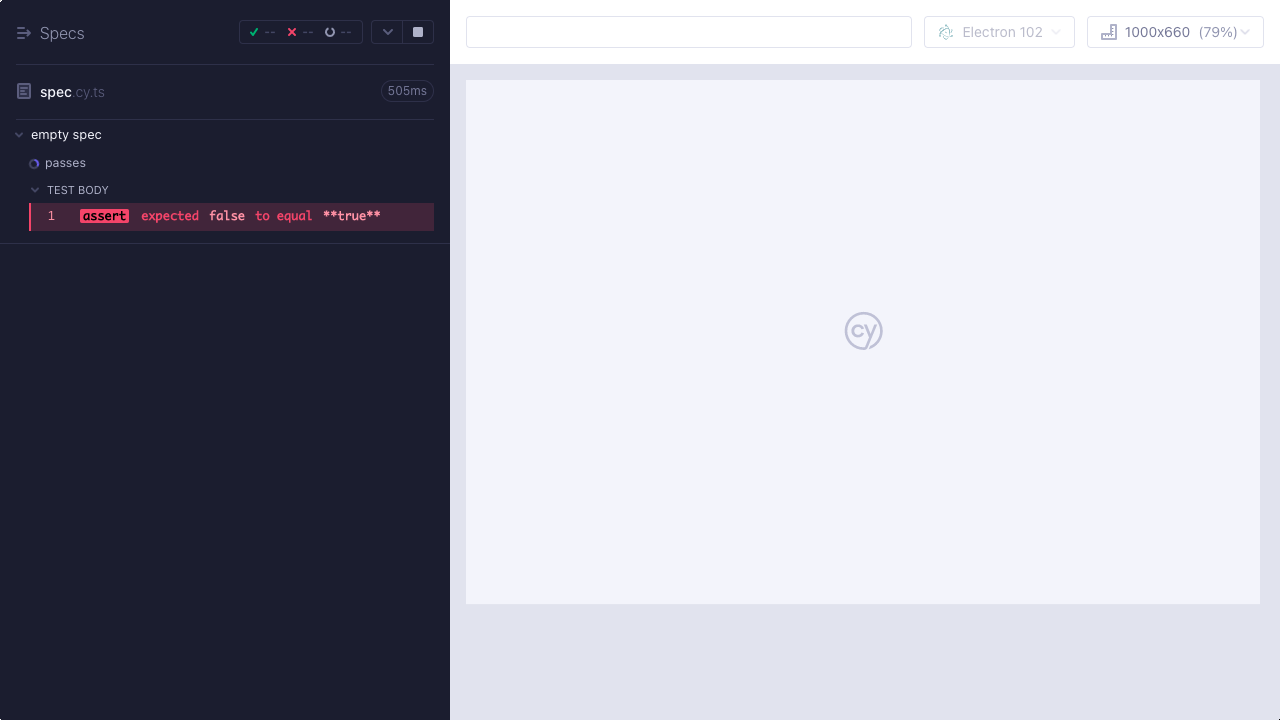 Specs
-- -- --
spec.cy.ts 505ms
empty spec
passes
TEST BODY
1 assert expected false to equal **true**
Electron 102
1000x660 (79%)
cy